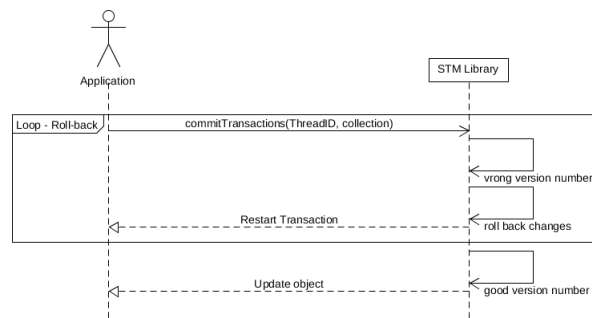 Application
STM Library
Loop - Roll-back
commitTransactions(ThreadID, collection)
vrong version number
roll back changes
Restart Transaction
good version number
Update object